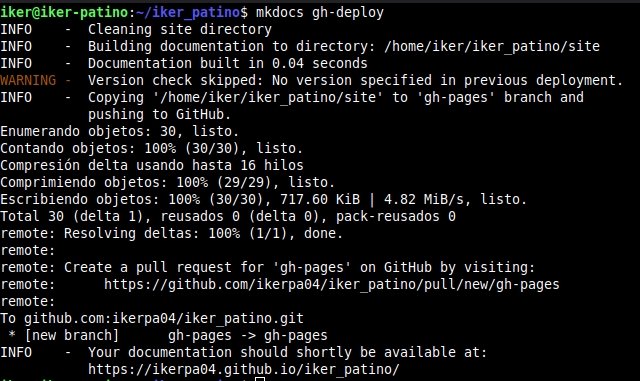 iker@iker-patino:~/iker_patino$ mkdocs gh-deploy
INFO    -  Cleaning site directory
INFO    -  Building documentation to directory: /home/iker/iker_patino/site
INFO    -  Documentation built in 0.04 seconds
WARNING -  Version check skipped: No version specified in previous deployment.
INFO    -  Copying '/home/iker/iker_patino/site' to 'gh-pages' branch and
           pushing to GitHub.
Enumerando objetos: 30, listo.
Contando objetos: 100% (30/30), listo.
Compresión delta usando hasta 16 hilos
Comprimiendo objetos: 100% (29/29), listo.
Escribiendo objetos: 100% (30/30), 717.60 KiB | 4.82 MiB/s, listo.
Total 30 (delta 1), reusados 0 (delta 0), pack-reusados 0
remote: Resolving deltas: 100% (1/1), done.
remote:
remote: Create a pull request for 'gh-pages' on GitHub by visiting:
remote:      https://github.com/ikerpa04/iker_patino/pull/new/gh-pages
remote:
To github.com:ikerpa04/iker_patino.git
 * [new branch]      gh-pages -> gh-pages
INFO    -  Your documentation should shortly be available at:
           https://ikerpa04.github.io/iker_patino/